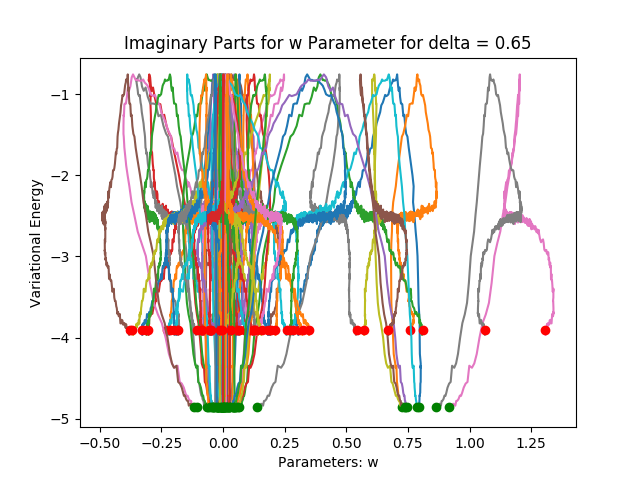 Imaginary Parts for w Parameter for delta = 0.65
Variational Energy
−1
−2
−3
−4
−5
−0.50 −0.25 0.00 0.25 0.50 0.75 1.00 1.25
Parameters: w